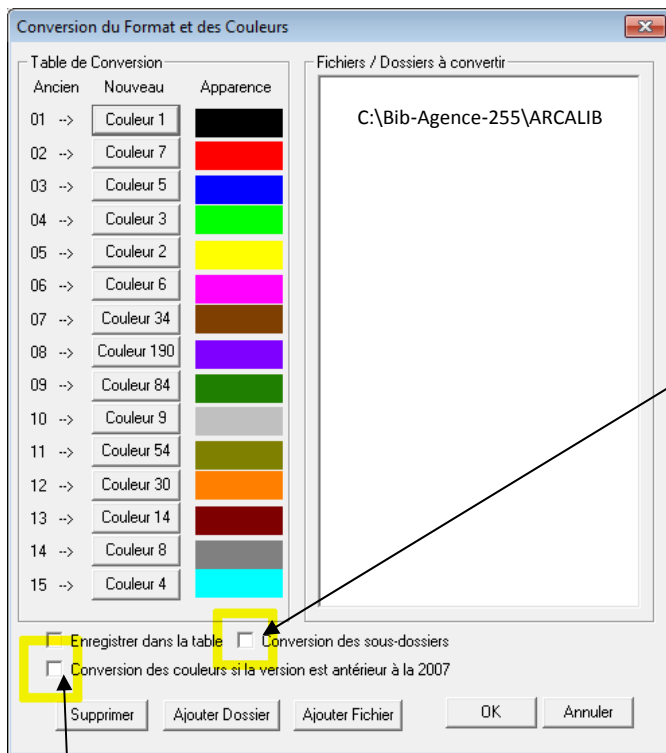 Conversion du Format et des Couleurs
Table de Conversion
Ancien Nouveau Apparence
01 --> Couleur 1
02 --> Couleur 7
03 --> Couleur 5
04 --> Couleur 3
05 --> Couleur 2
06 --> Couleur 6
07 --> Couleur 34
08 --> Couleur 190
09 --> Couleur 84
10 --> Couleur 9
11 --> Couleur 54
12 --> Couleur 30
13 --> Couleur 14
14 --> Couleur 8
15 --> Couleur 4
Fichiers / Dossiers à convertir
C:\Bib-Agence-255\ARCALIB
Enregistrer dans la table Conversion des sous-dossiers
Conversion des couleurs si la version est antérieur à la 2007
Supprimer Ajouter Dossier Ajouter Fichier OK Annuler